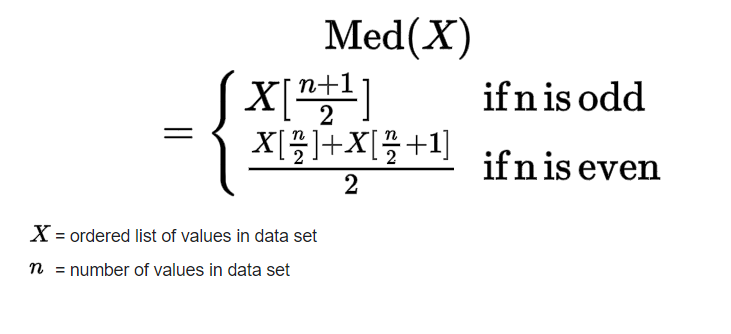 Med(X)
= { X[n+1/2] if n is odd
X[n/2]+X[n/2+1]/2 if n is even
X = ordered list of values in data set
n = number of values in data set